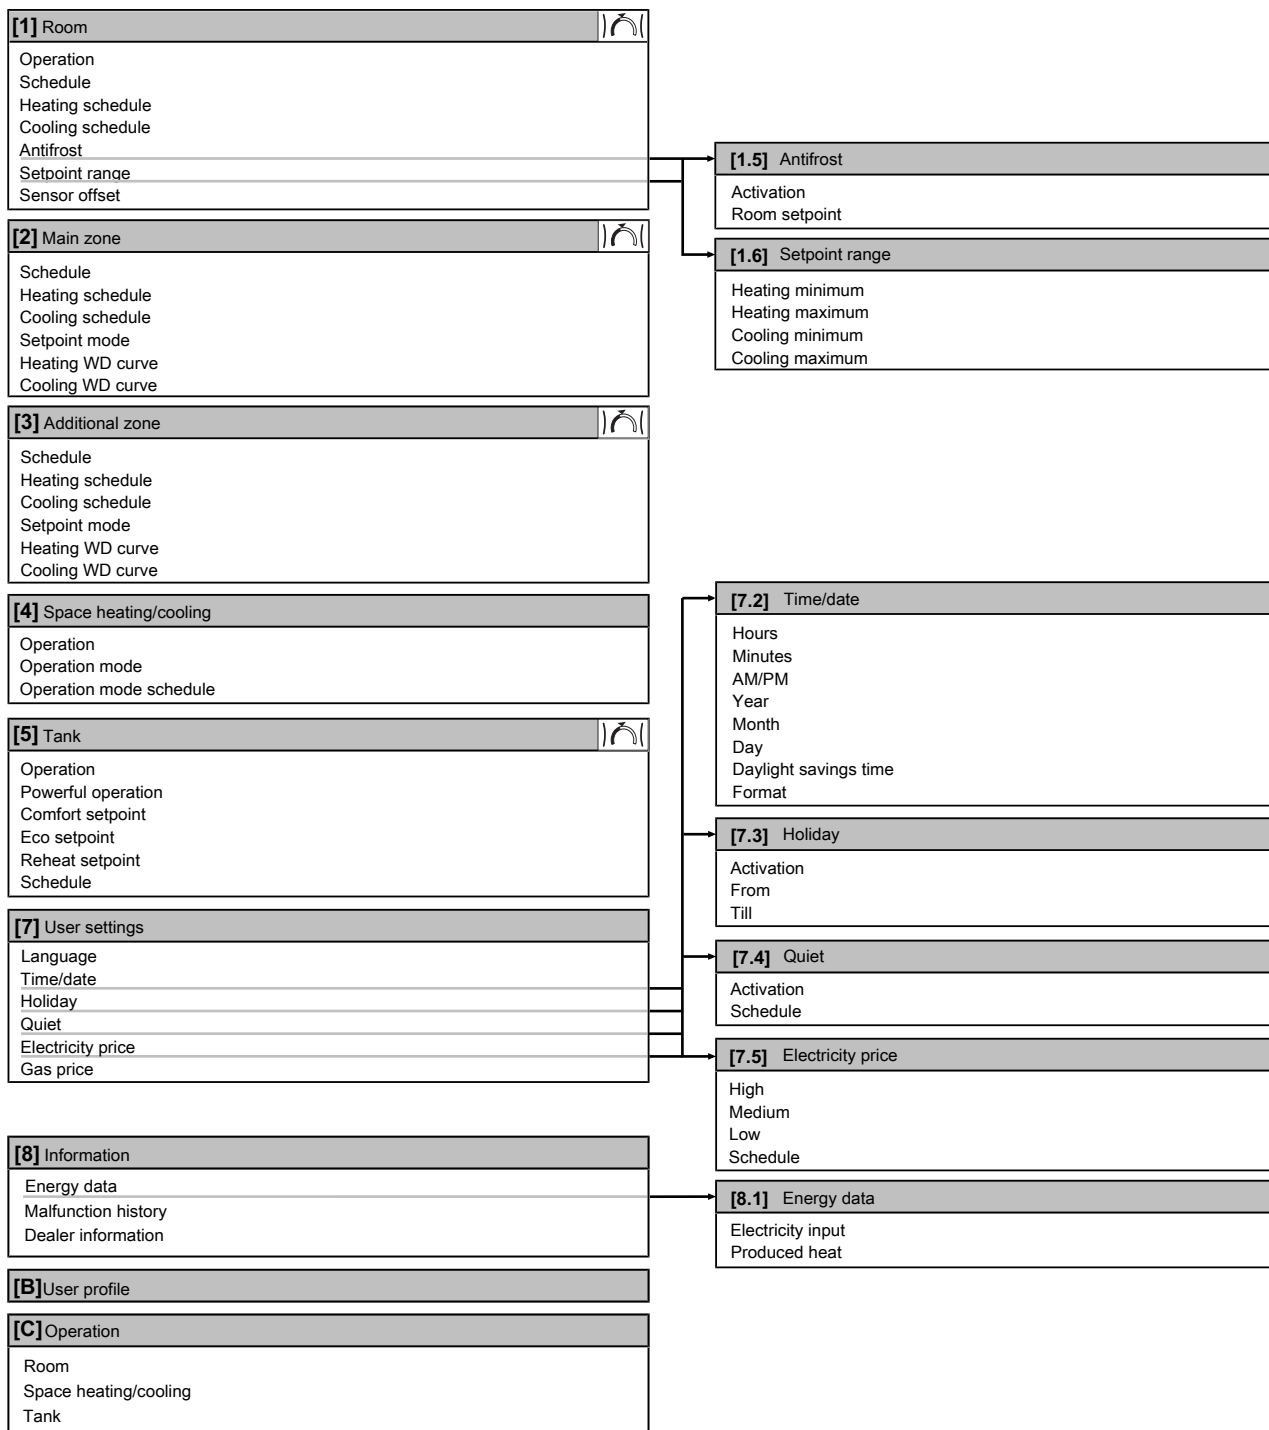 [1] Room
Operation
Schedule
Heating schedule
Cooling schedule
Antifrost
Setpoint range
Sensor offset
[1.5] Antifrost
Activation
Room setpoint
[1.6] Setpoint range
Heating minimum
Heating maximum
Cooling minimum
Cooling maximum
[2] Main zone
Schedule
Heating schedule
Cooling schedule
Setpoint mode
Heating WD curve
Cooling WD curve
[3] Additional zone
Schedule
Heating schedule
Cooling schedule
Setpoint mode
Heating WD curve
Cooling WD curve
[4] Space heating/cooling
Operation
Operation mode
Operation mode schedule
[5] Tank
Operation
Powerful operation
Comfort setpoint
Eco setpoint
Reheat setpoint
Schedule
[7] User settings
Language
Time/date
Holiday
Quiet
Electricity price
Gas price
[7.2] Time/date
Hours
Minutes
AM/PM
Year
Month
Day
Daylight savings time
Format
[7.3] Holiday
Activation
From
Till
[7.4] Quiet
Activation
Schedule
[7.5] Electricity price
High
Medium
Low
Schedule
[8] Information
Energy data
Malfunction history
Dealer information
[8.1] Energy data
Electricity input
Produced heat
[B] User profile
[C] Operation
Room
Space heating/cooling
Tank